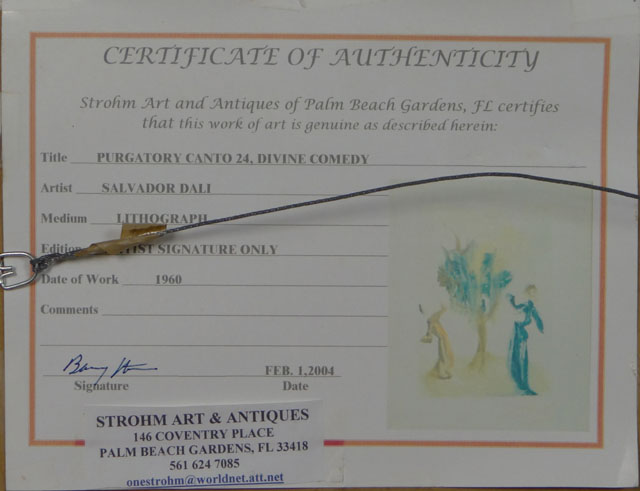 CERTIFICATE OF AUTHENTICITY
Strohm Art and Antiques of Palm Beach Gardens, FL certifies
that this work of art is genuine as described herein:
Title PURGATORY CANTO 24, DIVINE COMEDY
Artist SALVADOR DALI
Medium LITHOGRAPH
SIGNATURE ONLY
Date of Work 1960
Comments
FEB. 1,2004
Signature Date
STROHM ART & ANTIQUES
146 COVENTRY PLACE
PALM BEACH GARDENS, FL 33418
561 624 7085
onestrohm@worldnet.att.net